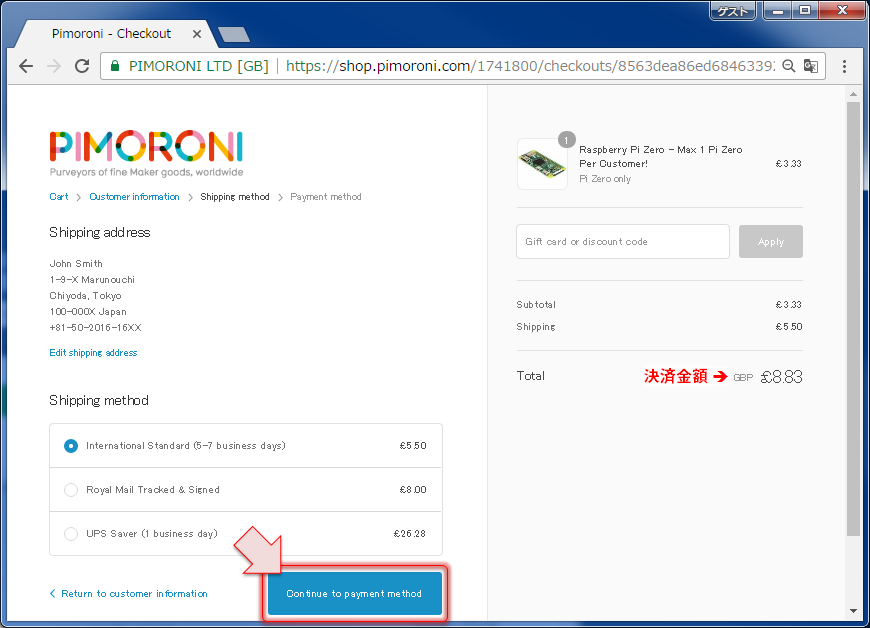 ゲスト
Pimoroni - Checkout
PIMORONI LTD [GB] https://shop.pimoroni.com/1741800/checkouts/8563dea86ed6846339
PIMORONI
Purveyors of fine Maker goods, worldwide
Cart > Customer information > Shipping method > Payment method
Shipping address
John Smith
1-9-X Marunouchi
Chiyoda, Tokyo
100-000X Japan
+81-50-2016-16XX
Edit shipping address
Shipping method
International Standard (5-7 business days) £5.50
Royal Mail Tracked & Signed £8.00
UPS Saver (1 business day) £26.28
< Return to customer information
Continue to payment method
1
Raspberry Pi Zero - Max 1 Pi Zero
Per Customer! £3.33
Pi Zero only
Gift card or discount code Apply
Subtotal £3.33
Shipping £5.50
Total 決済金額 ➔ GBP £8.83